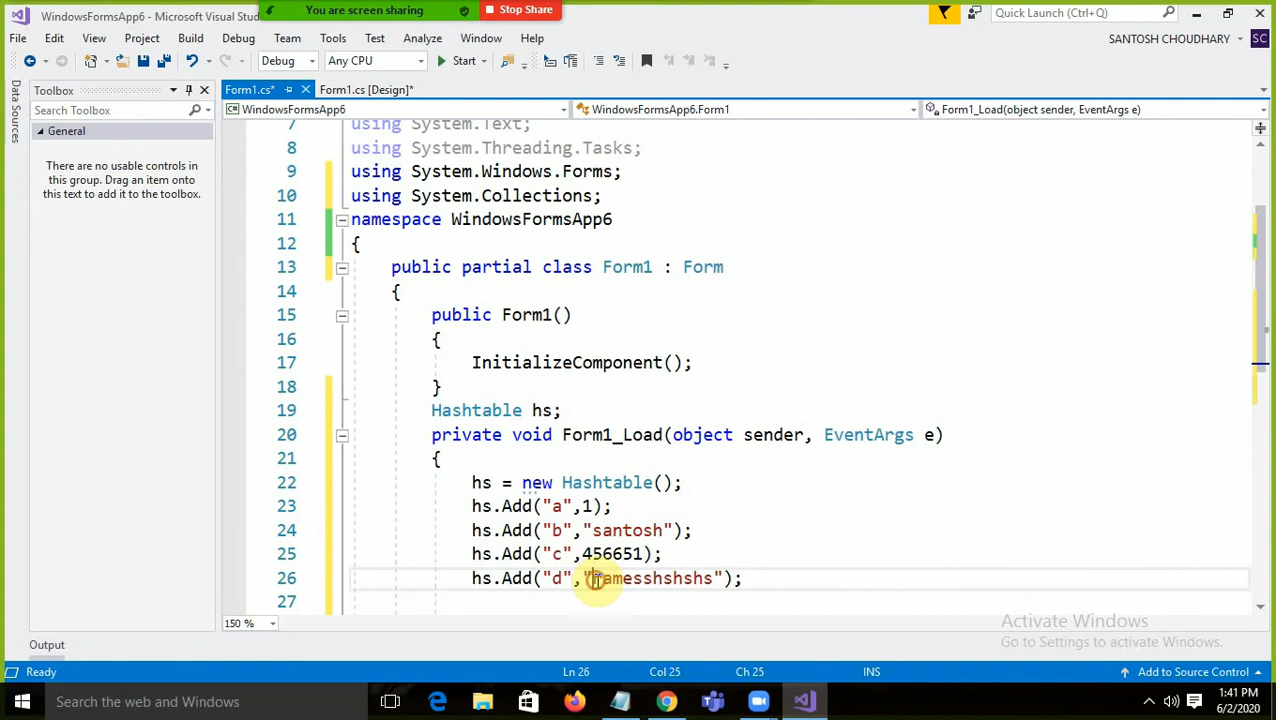 WindowsFormsApp6 - Microsoft Visual Stud
You are screen sharing
Stop Share
Quick Launch (Ctrl+Q)
File Edit View Project Build Debug Team Tools Test Analyze Window Help
SANTOSH CHOUDHARY SC
Debug Any CPU Start
Data Sources
Toolbox
Form1.cs* Form1.cs [Design]*
Search Toolbox
WindowsFormsApp6 WindowsFormsApp6.Form1 Form1_Load(object sender, EventArgs e)
General
There are no usable controls in
this group. Drag an item onto
this text to add it to the toolbox.
7 using System.Text;
8 using System.Threading.Tasks;
9 using System.Windows.Forms;
10 using System.Collections;
11 namespace WindowsFormsApp6
12 {
13 public partial class Form1 : Form
14 {
15 public Form1()
16 {
17 InitializeComponent();
18 }
19 Hashtable hs;
20 private void Form1_Load(object sender, EventArgs e)
21 {
22 hs = new Hashtable();
23 hs.Add("a",1);
24 hs.Add("b","santosh");
25 hs.Add("c",456651);
26 hs.Add("d","ramesshshshs");
27
150 %
Activate Windows
Go to Settings to activate Windows.
Output
Ready Ln 26 Col 25 Ch 25 INS Add to Source Control
Search the web and Windows
1:41 PM
6/2/2020